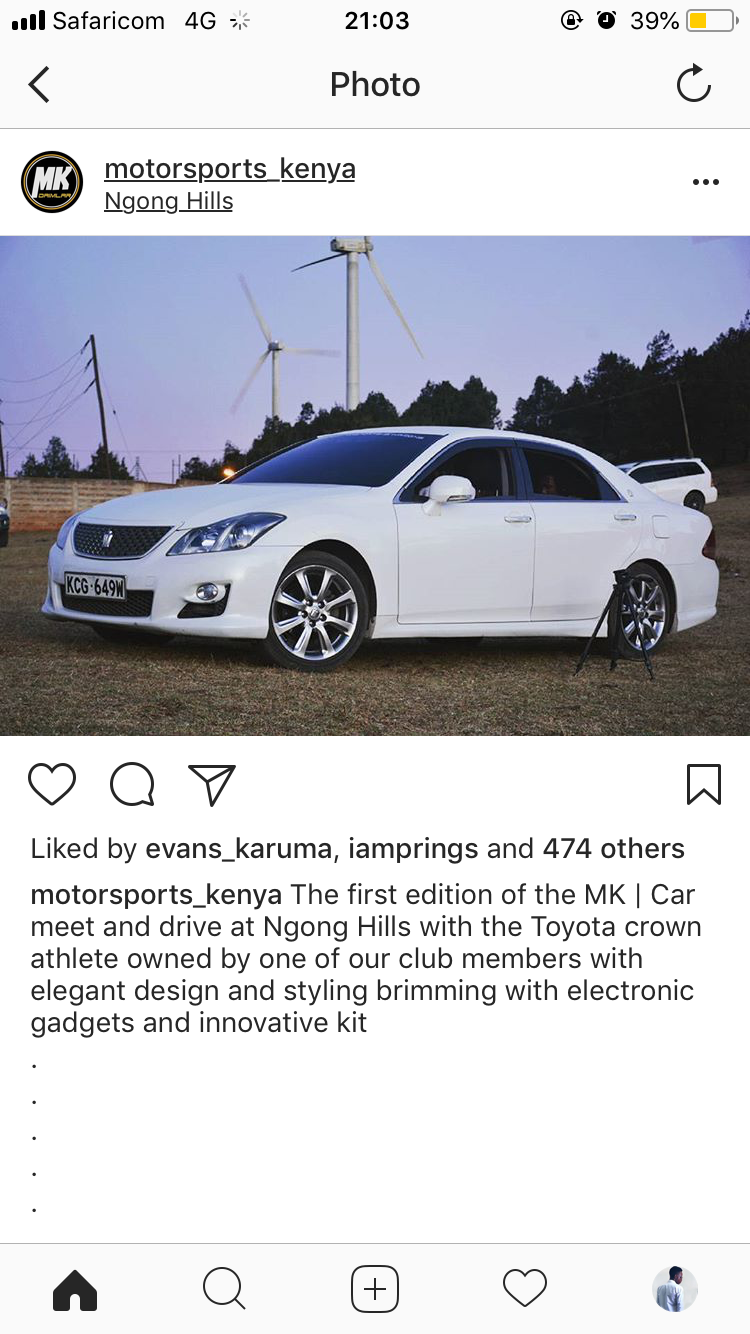 Safaricom 4G 21:03 39%
Photo
MK
motorsports_kenya
Ngong Hills
KCG·649W
Liked by evans_karuma, iamprings and 474 others
motorsports_kenya The first edition of the MK | Car
meet and drive at Ngong Hills with the Toyota crown
athlete owned by one of our club members with
elegant design and styling brimming with electronic
gadgets and innovative kit
.
.
.
.
.